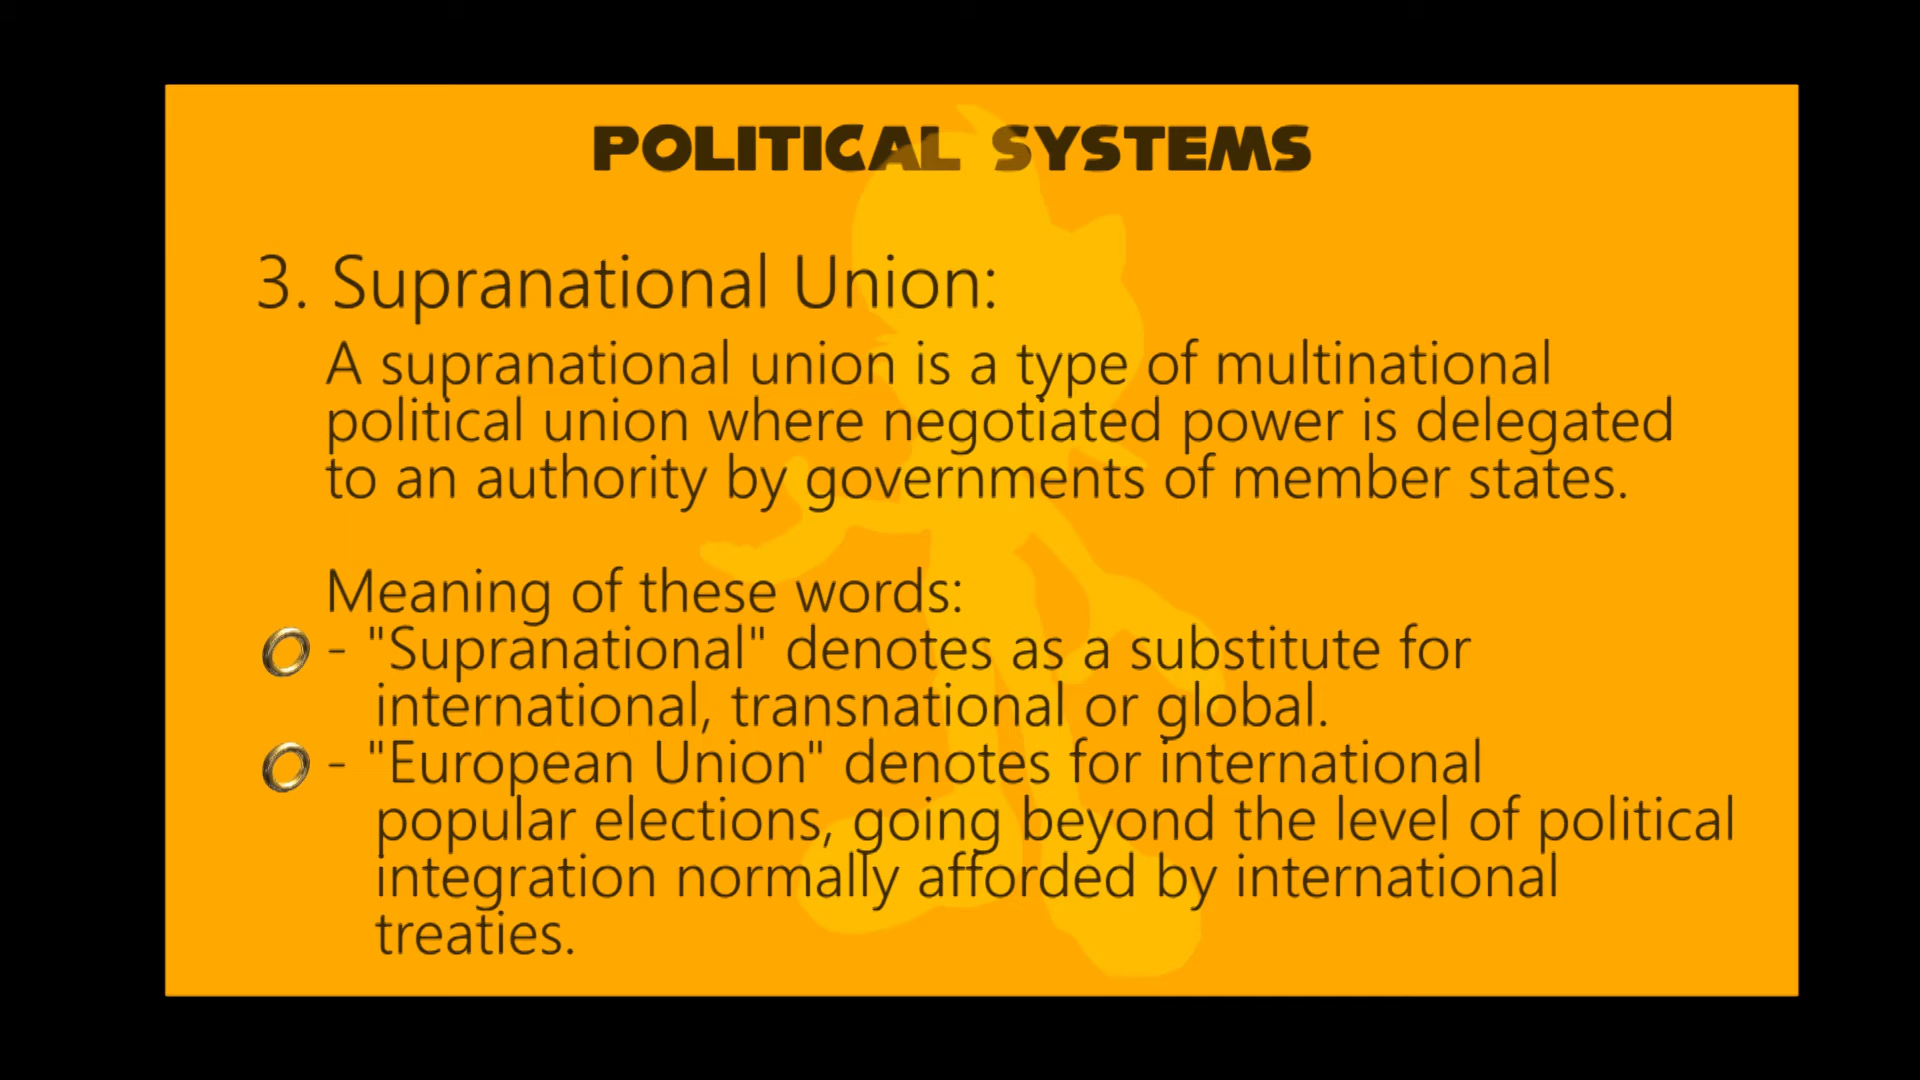 POLITICAL SYSTEMS
3. Supranational Union:
A supranational union is a type of multinational
political union where negotiated power is delegated
to an authority by governments of member states.
Meaning of these words:
- "Supranational" denotes as a substitute for
international, transnational or global.
- "European Union" denotes for international
popular elections, going beyond the level of political
integration normally afforded by international
treaties.